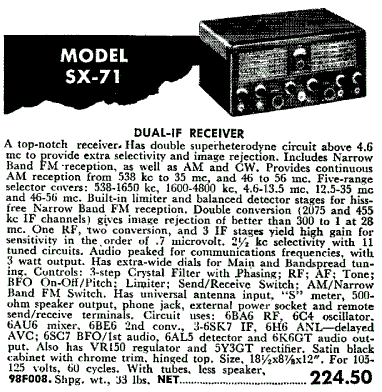 MODEL
SX-71
DUAL-IF RECEIVER
A top-notch receiver. Has double superheterodyne circuit above 4.6
mc to provide extra selectivity and image rejection. Includes Narrow
Band FM reception, as well as AM and CW. Provides continuous
AM reception from 538 kc to 35 mc, and 46 to 56 mc. Five-range
selector covers: 538-1650 kc, 1600-4800 kc, 4.6-13.5 mc, 12.5-35 mc
and 46-56 mc. Built-in limiter and balanced detector stages for hiss-
free Narrow Band FM reception. Double conversion (2075 and 455
kc IF channels) gives image rejection of better than 300 to 1 at 28
mc. One RF, two conversion, and 3 IF stages yield high gain for
sensitivity in the order of .7 microvolt. 2½ kc selectivity with 11
tuned circuits. Audio peaked for communications frequencies, with
3 watt output. Has extra-wide dials for Main and Bandspread tun-
ing. Controls: 3-step Crystal Filter with Phasing; RF; AF; Tone;
BFO On-Off/Pitch; Limiter; Send/Receive Switch; AM/Narrow
Band FM Switch. Has universal antenna input, "S" meter, 500-
ohm speaker output, phone jack, external power socket and remote
send/receive terminals. Circuit uses: 6BA6 RF, 6C4 oscillator.
6AU6 mixer, 6BE6 2nd conv., 3-6SK7 IF, 6H6 ANL—delayed
AVC; 6SC7 BFO/1st audio, 6AL5 detector and 6K6GT audio out-
put. Also has VR150 regulator and 5Y3GT rectifier. Satin black
cabinet with chrome trim, hinged top. Size, 18½x8⅞x12". For 105-
125 volts, 60 cycles. With tubes, less speaker,
98F008. Shpg. wt., 33 lbs. NET 224.50